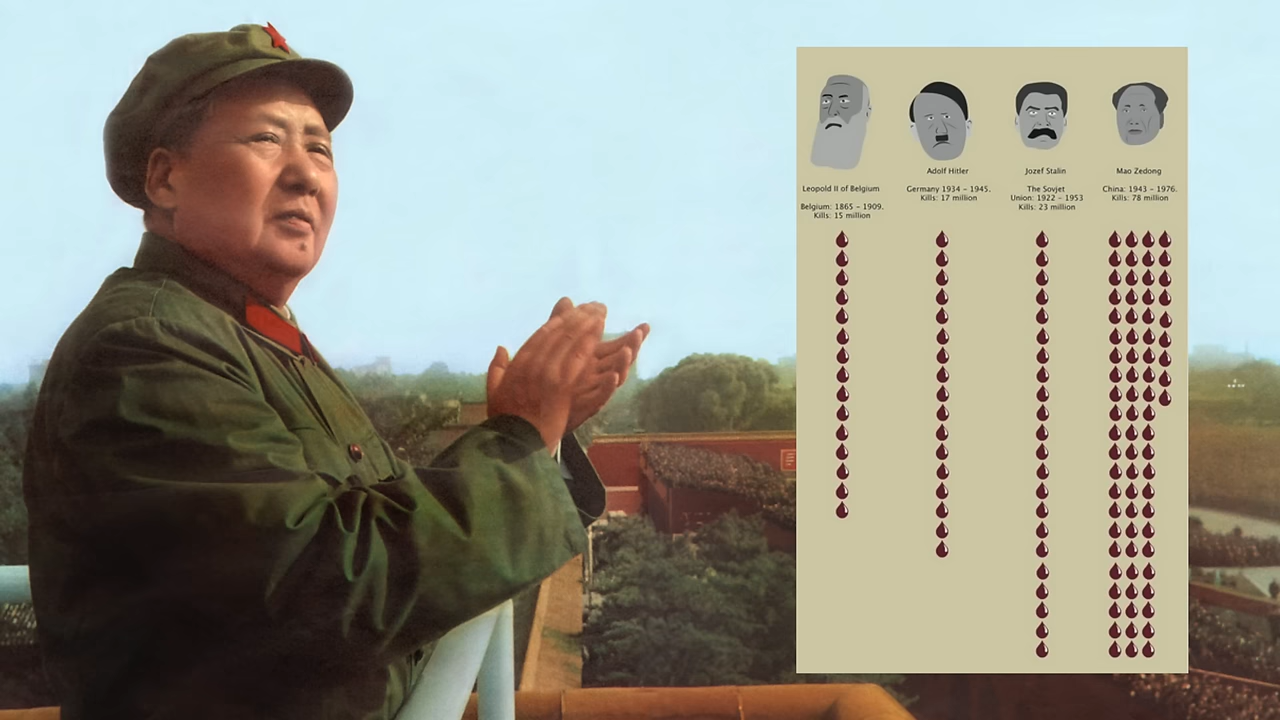 Leopold II of Belgium
Belgium: 1865 – 1909.
Kills: 15 million
Adolf Hitler
Germany 1934 – 1945.
Kills: 17 million
Jozef Stalin
The Sovjet
Union: 1922 – 1953
Kills: 23 million
Mao Zedong
China: 1943 – 1976.
Kills: 78 million